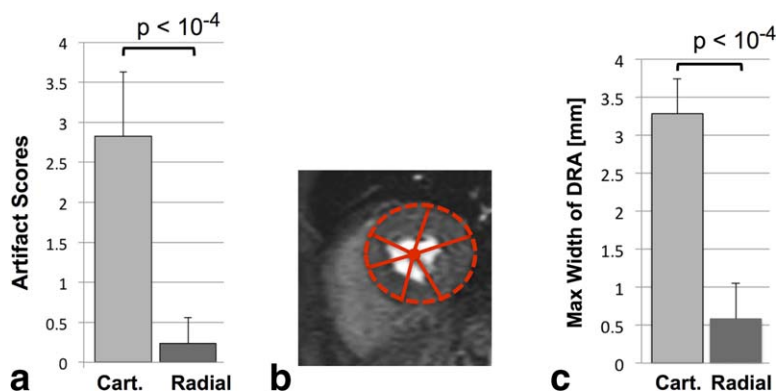 p < 10-4
4
3.5
3
2.5
2
1.5
1
0.5
0
Artifact Scores
Cart. Radial
a
b
p < 10-4
4
3.5
3
2.5
2
1.5
1
0.5
0
Max Width of DRA [mm]
Cart. Radial
c